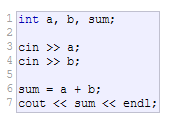 1 int a, b, sum;
2
3 cin >> a;
4 cin >> b;
5
6 sum = a + b;
7 cout << sum << endl;